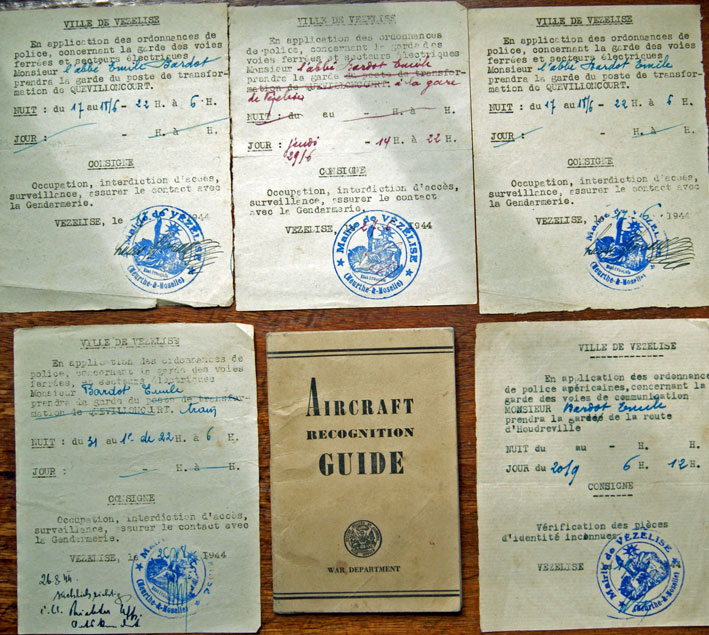 VILLE DE VEZELISE
En application des ordonnances de
police, concernant la garde des voies
ferrées et secteurs électriques,
Monsieur l'abbé Emile Bardot
prendra la garde du poste de transfor-
mation de QUEVILLONCOURT.
NUIT : du 17 au 18/6 - 22 H. à 6 H.
JOUR : - H. à H.
CONSIGNE
Occupation, interdiction d'accès,
surveillance, assurer le contact avec
la Gendarmerie.
VEZELISE, le 1944
Mairie de VÉZELISE
(Meurthe-&-Moselle)
VILLE DE VEZELISE
En application des ordonnances
de police, concernant la garde des
voies ferrées et secteurs électriques
Monsieur l'abbé Bardot Emile
prendra la garde du poste de transfor-
mation de QUEVILLONCOURT. à la gare
de Vézelise
NUIT : du au - H. à H.
JOUR : jeudi 29/6 - 14 H à 22 H.
CONSIGNE
Occupation, interdiction d'accès,
surveillance, assurer le contact
avec la Gendarmerie.
VEZELISE, 1944
Mairie de VÉZELISE
(Meurthe-&-Moselle)
VILLE DE VEZELISE
En application des ordonnances de
police, concernant la garde des voies
ferrées et secteurs électriques,
Monsieur l'abbé Bardot Emile
prendra la garde du poste de transfor-
mation de QUEVILLONCOURT.
NUIT : du 17 au 18/6 - 22 H. à 6 H.
JOUR : - H. à H.
CONSIGNE
Occupation, interdiction d'accès,
surveillance, assurer le contact avec
la Gendarmerie.
VEZELISE, 1944
Mairie de VÉZELISE
(Meurthe-&-Moselle)
VILLE DE VEZELISE
En application des ordonnances de
police, concernant la garde des voies
ferrées, et secteurs électriques
Monsieur Bardot Emile
prendra la garde du poste de transfor-
mation de QUEVILLONCOURT. train
NUIT : du 31 au 1er de 22 H. à 6 H.
JOUR : - H. à H.
CONSIGNE
Occupation, interdiction d'accès,
surveillance, assurer le contact avec
la Gendarmerie.
VEZELISE, le 1944
26.8.44
(Meurthe-&-Moselle)
AIRCRAFT
RECOGNITION
GUIDE
WAR DEPARTMENT
VILLE DE VEZELISE
En application des ordonnances
de police américaines, concernant la
garde des voies de communication
MONSIEUR Bardot Emile
prendra la garde de la route
d'Houdreville
NUIT du au - H. H.
JOUR du 20/9 6 H. 12 H.
CONSIGNE
Vérification des pièces
d'identité inconnues.
VEZELISE
Mairie de VÉZELISE
(Meurthe-&-Moselle)